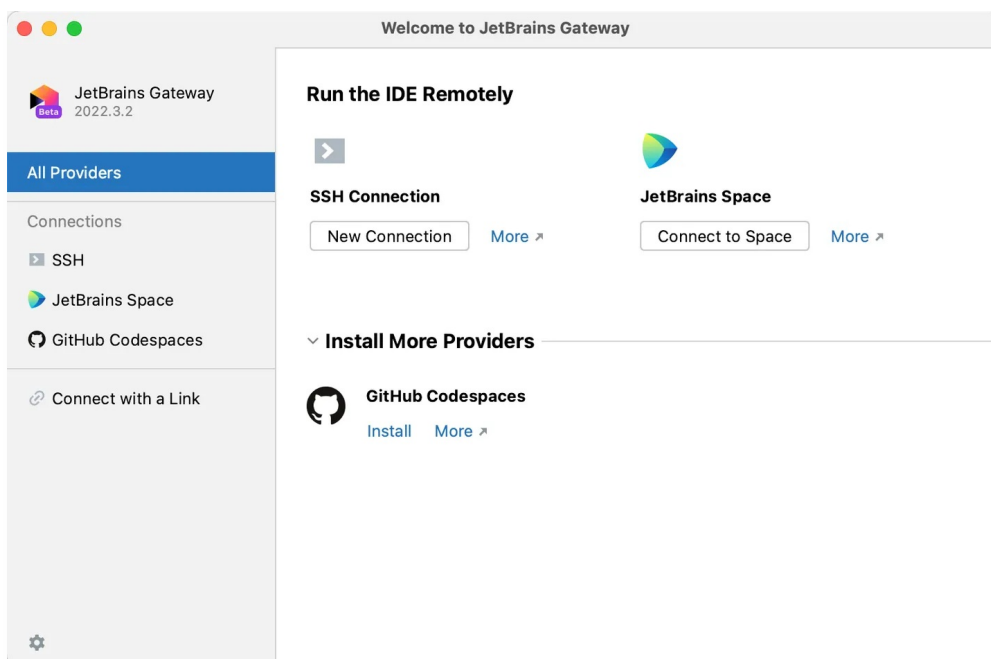 Welcome to JetBrains Gateway
JetBrains Gateway
Beta
2022.3.2
All Providers
Connections
SSH
JetBrains Space
GitHub Codespaces
Connect with a Link
Run the IDE Remotely
SSH Connection
New Connection More
JetBrains Space
Connect to Space More
Install More Providers
GitHub Codespaces
Install More